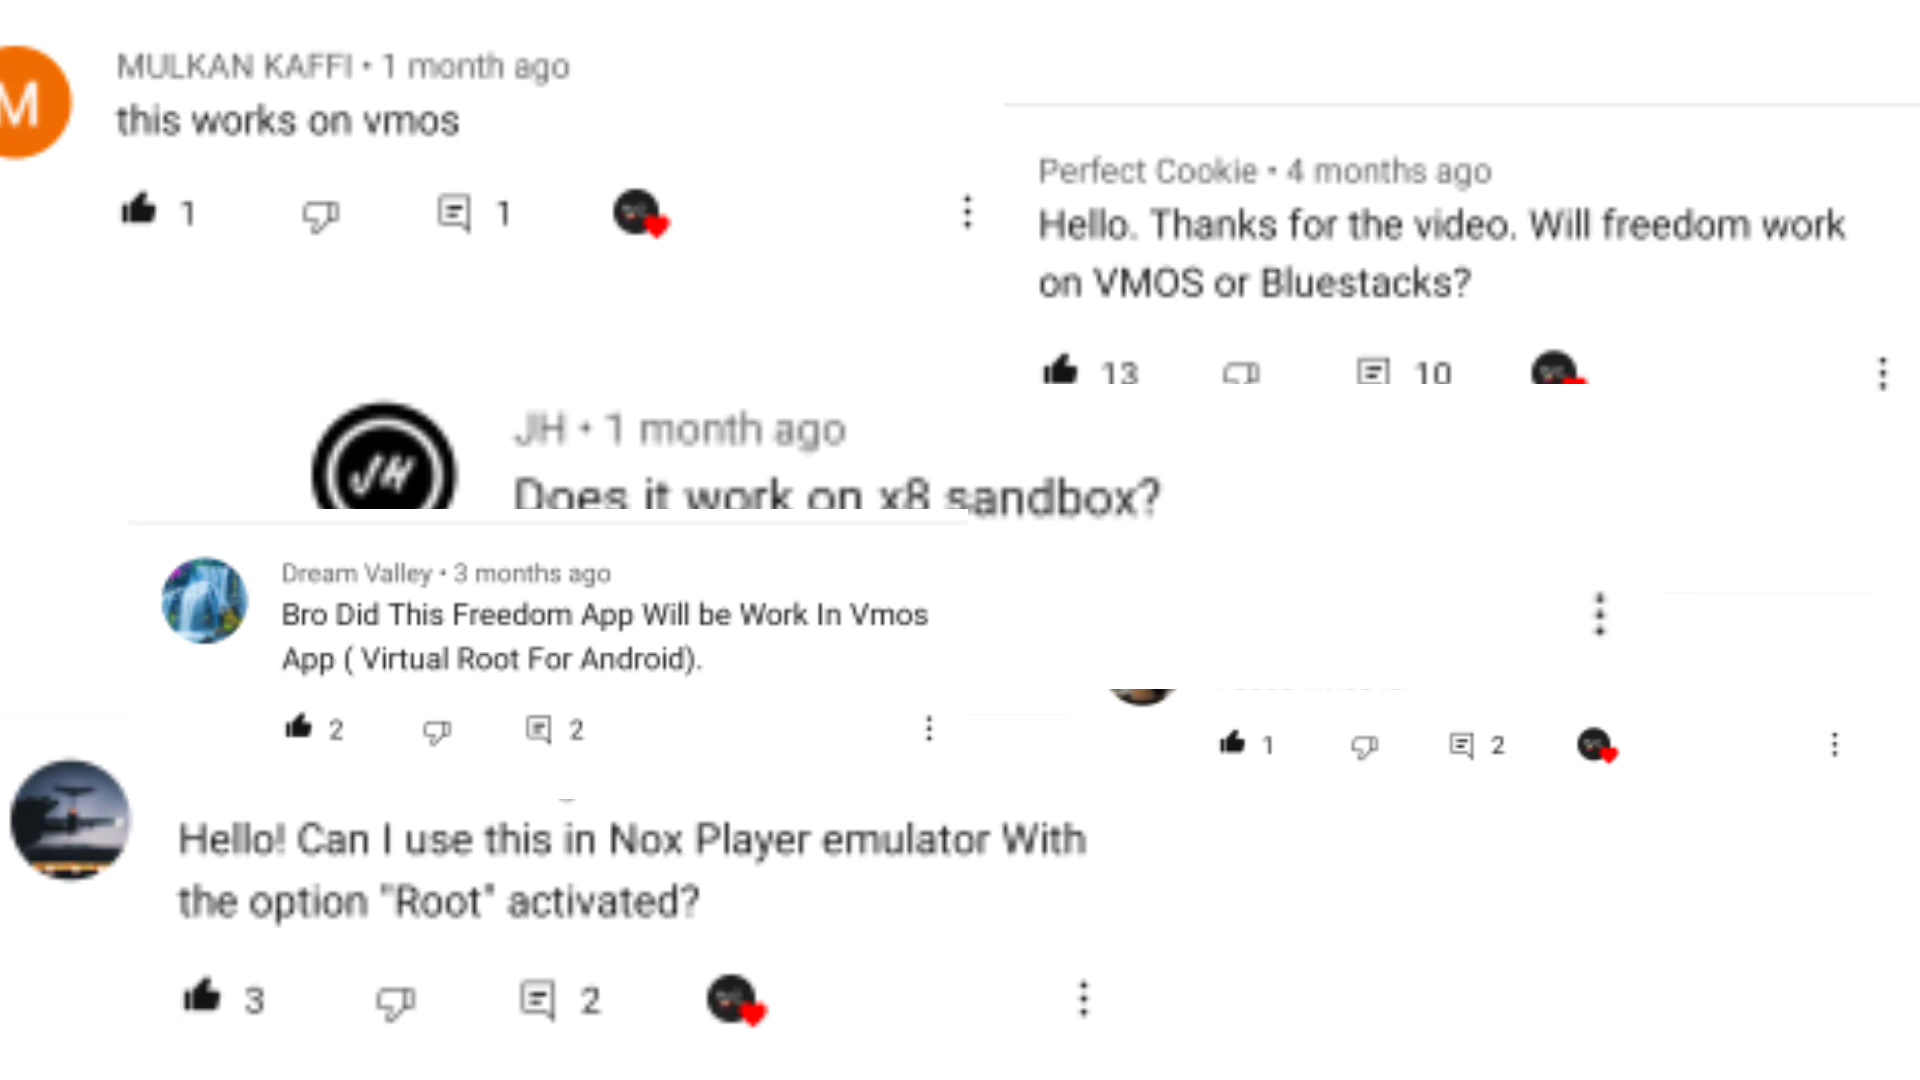 M
MULKAN KAFFI • 1 month ago
this works on vmos
1
1
Perfect Cookie • 4 months ago
Hello. Thanks for the video. Will freedom work
on VMOS or Bluestacks?
13
10
JH
JH • 1 month ago
Does it work on x8 sandbox?
Dream Valley • 3 months ago
Bro Did This Freedom App Will be Work In Vmos
App ( Virtual Root For Android).
2
2
1
2
Hello! Can I use this in Nox Player emulator With
the option "Root" activated?
3
2